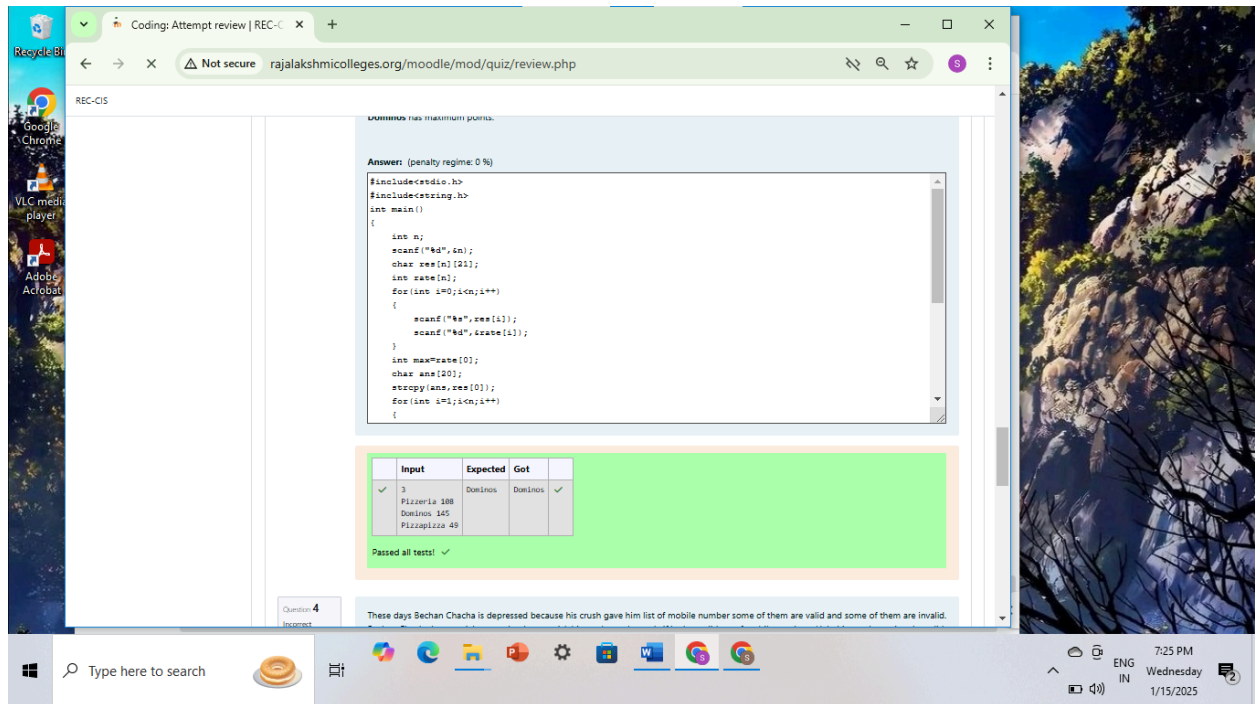 Recycle Bi
Google
Chrome
VLC medi
player
Adobe
Acrobat
Coding: Attempt review | REC-C
Not secure
rajalakshmicolleges.org/moodle/mod/quiz/review.php
S
REC-CIS
Dominos has maximum points.
Answer: (penalty regime: 0 %)
#include<stdio.h>
#include<string.h>
int main()
{
    int n;
    scanf("%d",&n);
    char res[n][21];
    int rate[n];
    for(int i=0;i<n;i++)
    {
        scanf("%s",res[i]);
        scanf("%d",&rate[i]);
    }
    int max=rate[0];
    char ans[20];
    strcpy(ans,res[0]);
    for(int i=1;i<n;i++)
    {
Input Expected Got
3 Dominos Dominos
Pizzeria 108
Dominos 145
Pizzapizza 49
Passed all tests!
Question 4
Incorrect
These days Bechan Chacha is depressed because his crush gave him list of mobile number some of them are valid and some of them are invalid.
Type here to search
ENG
IN
7:25 PM
Wednesday
1/15/2025
2